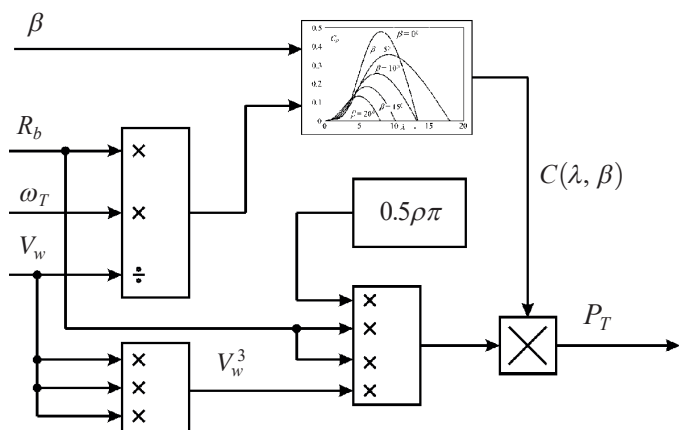 β
R_b
ω_T
V_w
×
×
÷
0.5
0.4
0.3
0.2
0.1
0
C_p
β=0°
β 5°
β=10°
β=15°
β=20°
0 5 10 λ 15 20
C(λ, β)
0.5ρπ
×
×
×
×
×
×
×
V_w^3
×
P_T